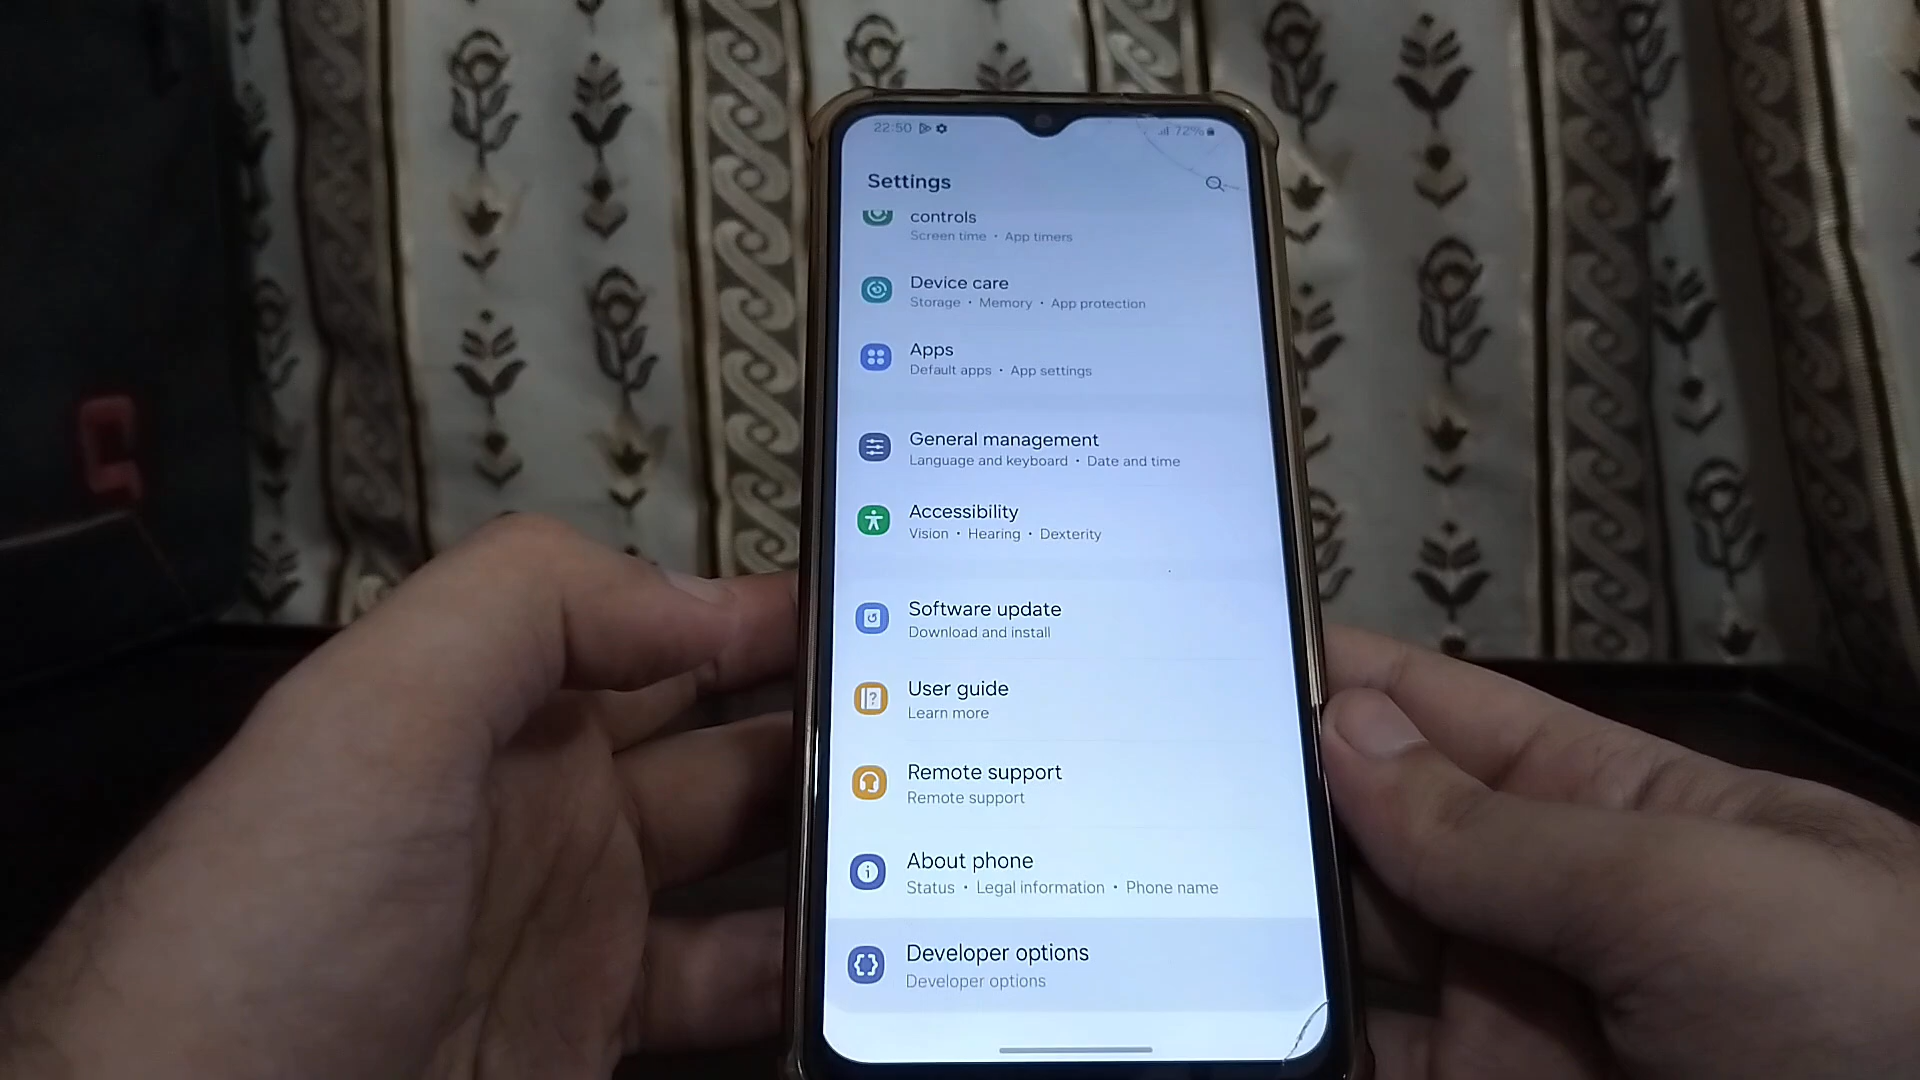 22:50 72%
Settings
controls
Screen time • App timers
Device care
Storage • Memory • App protection
Apps
Default apps • App settings
General management
Language and keyboard • Date and time
Accessibility
Vision • Hearing • Dexterity
Software update
Download and install
User guide
Learn more
Remote support
Remote support
About phone
Status • Legal information • Phone name
Developer options
Developer options